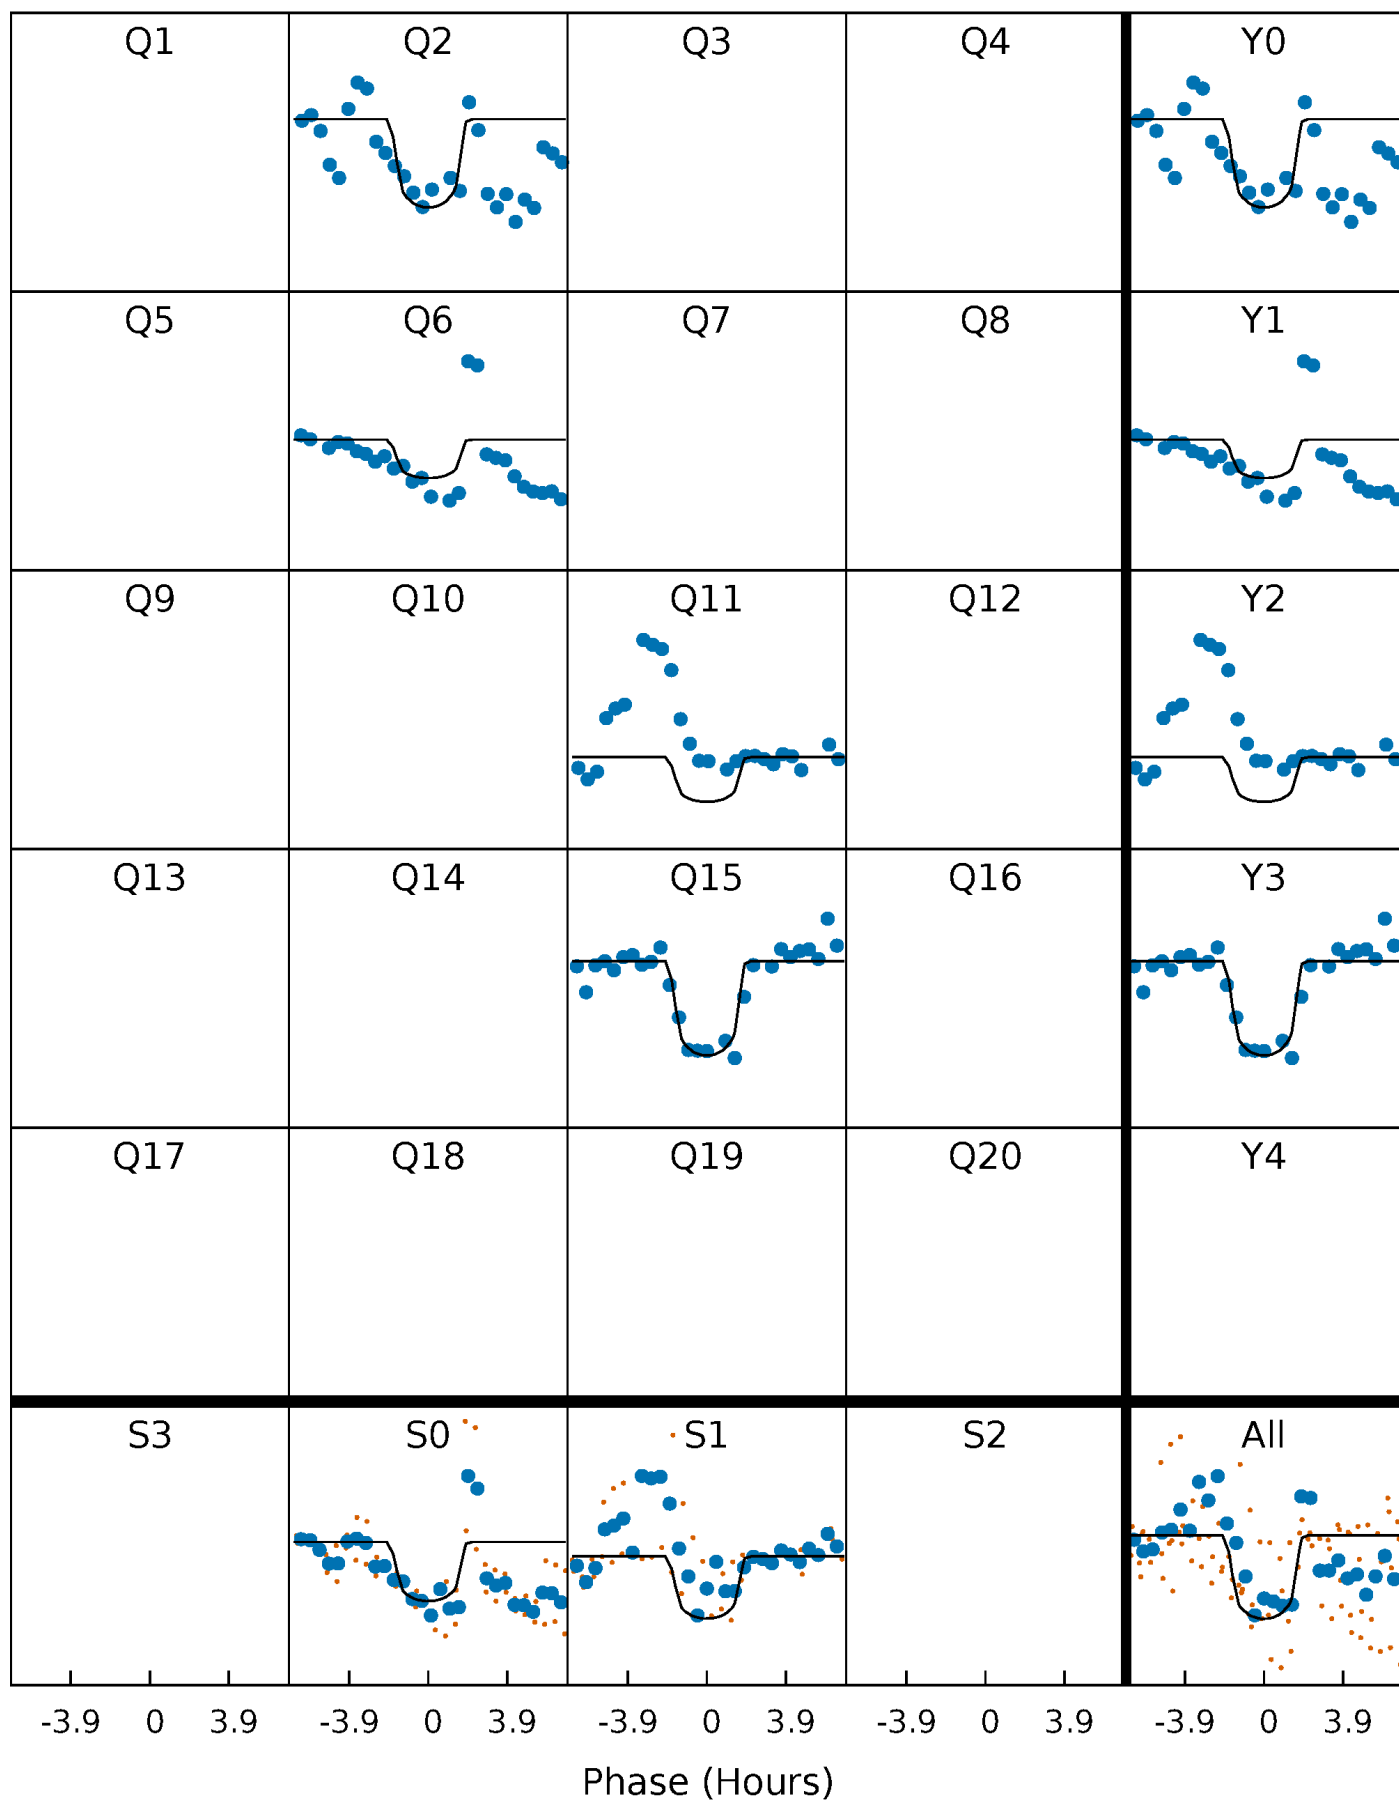 Q1 Q2 Q3 Q4 Y0
Q5 Q6 Q7 Q8 Y1
Q9 Q10 Q11 Q12 Y2
Q13 Q14 Q15 Q16 Y3
Q17 Q18 Q19 Q20 Y4
S3 S0 S1 S2 All
-3.9 0 3.9 -3.9 0 3.9 -3.9 0 3.9 -3.9 0 3.9 -3.9 0 3.9
Phase (Hours)